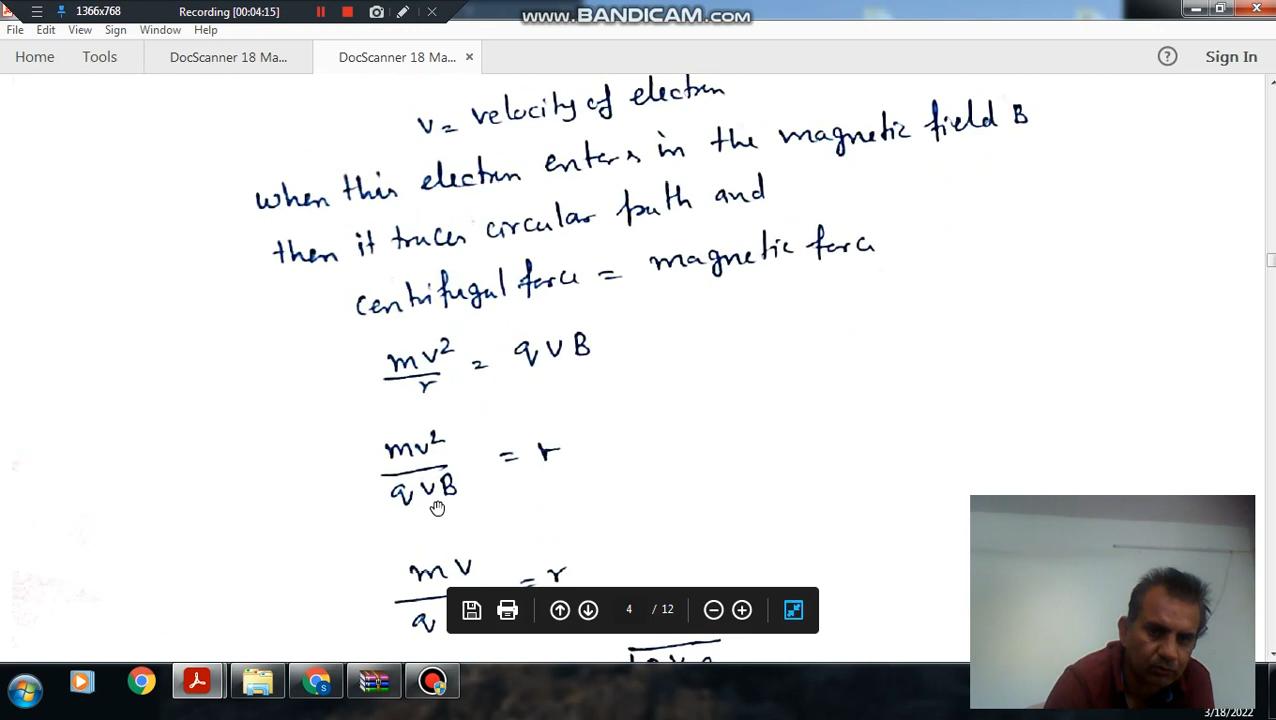 1366x768
Recording [00:04:15]
www.BANDICAM.com
File Edit View Sign Window Help
Home Tools DocScanner 18 Ma... DocScanner 18 Ma... × Sign In
v= velocity of electron
when this electron enters in the magnetic field B
then it traces circular path and
centrifugal force = magnetic force
mv²/r = qvB
mv²/qvB = r
mv
q
= r
4 / 12
3/18/2022